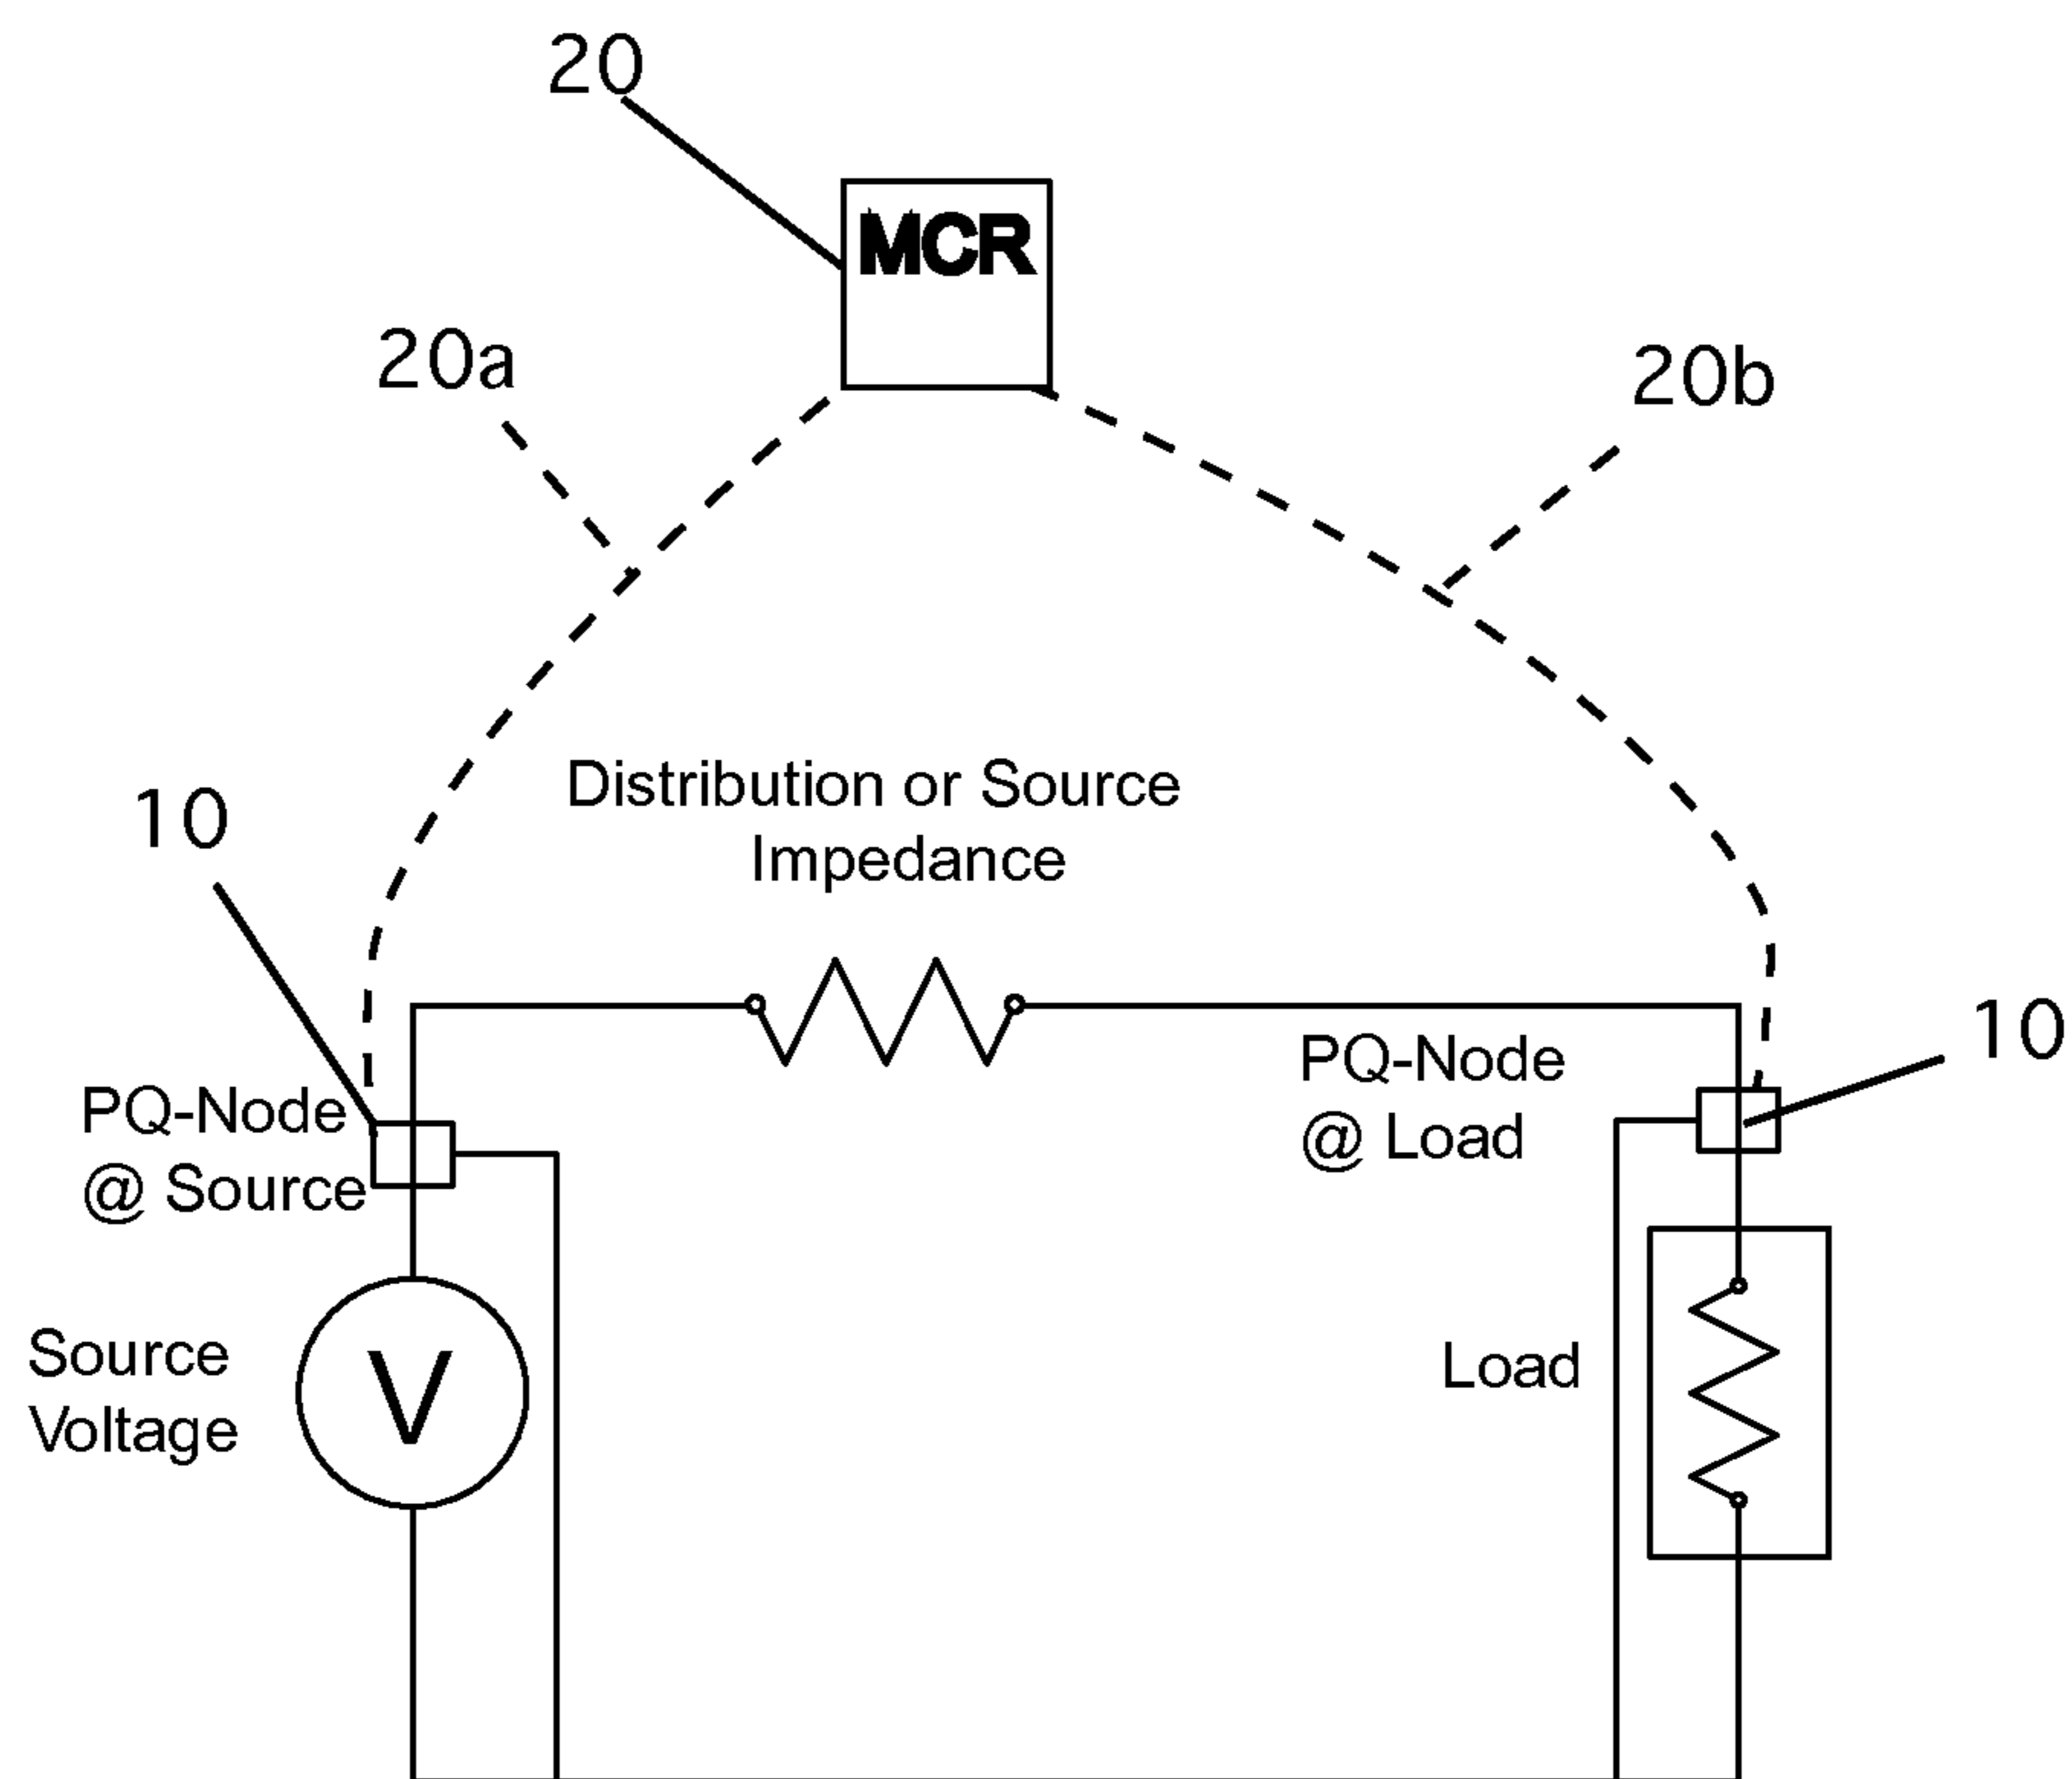 20
MCR
20a
20b
Distribution or Source
Impedance
10
10
PQ-Node
@ Source
PQ-Node
@ Load
Source
Voltage
V
Load